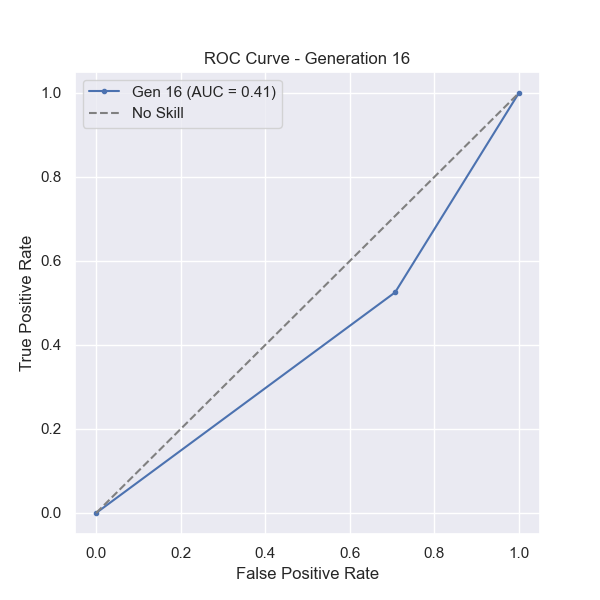 ROC Curve - Generation 16
Gen 16 (AUC = 0.41)
No Skill
1.0
0.8
0.6
0.4
0.2
0.0
True Positive Rate
0.0 0.2 0.4 0.6 0.8 1.0
False Positive Rate